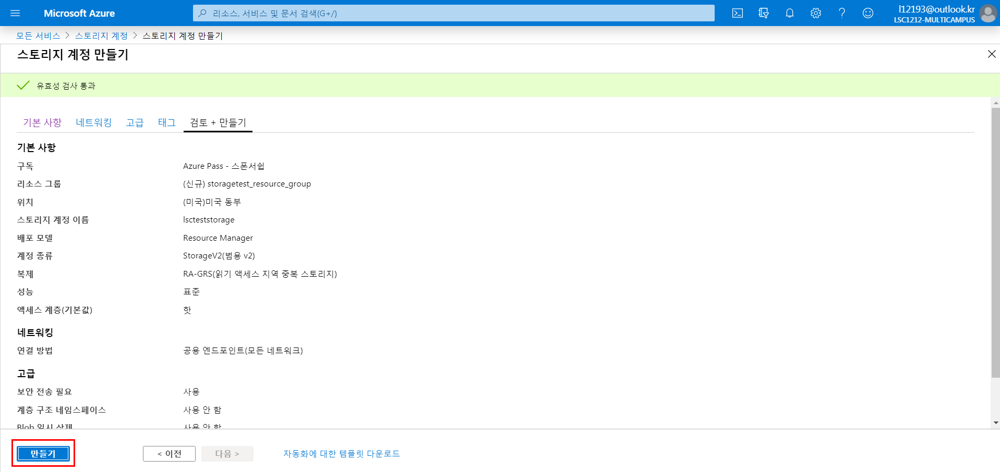 Microsoft Azure
리소스, 서비스 및 문서 검색(G+/)
l12193@outlook.kr
LSC1212-MULTICAMPUS
모든 서비스 > 스토리지 계정 > 스토리지 계정 만들기
스토리지 계정 만들기
유효성 검사 통과
기본 사항 네트워킹 고급 태그 검토 + 만들기
기본 사항
구독 Azure Pass - 스폰서쉽
리소스 그룹 (신규) storagetest_resource_group
위치 (미국)미국 동부
스토리지 계정 이름 lscteststorage
배포 모델 Resource Manager
계정 종류 StorageV2(범용 v2)
복제 RA-GRS(읽기 액세스 지역 중복 스토리지)
성능 표준
액세스 계층(기본값) 핫
네트워킹
연결 방법 공용 엔드포인트(모든 네트워크)
고급
보안 전송 필요 사용
계층 구조 네임스페이스 사용 안 함
Blob 일시 삭제 사용 안 함
만들기 < 이전 다음 > 자동화에 대한 템플릿 다운로드